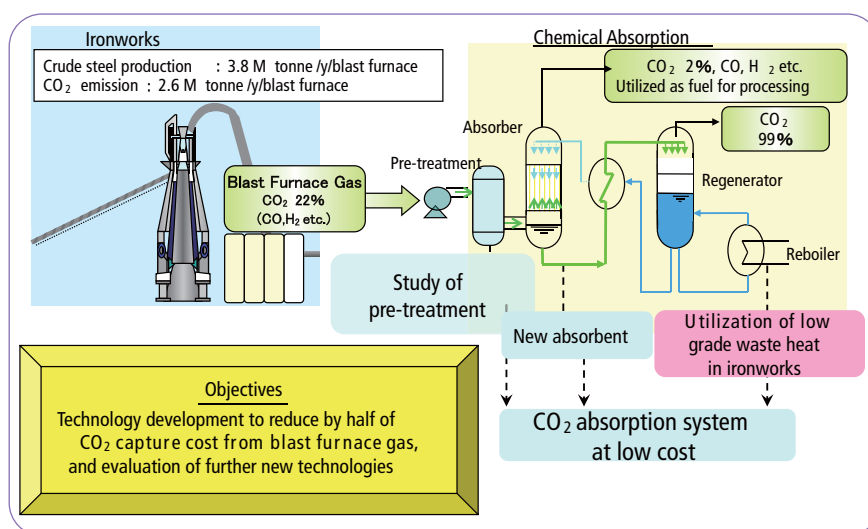 Ironworks
Crude steel production : 3.8 M tonne /y/blast furnace
CO₂ emission : 2.6 M tonne /y/blast furnace
Chemical Absorption
CO₂ 2%, CO, H₂ etc.
Utilized as fuel for processing
CO₂
99%
Absorber
Pre-treatment
Regenerator
Blast Furnace Gas
CO₂ 22%
(CO,H₂ etc.)
Reboiler
Study of
pre-treatment
New absorbent
Utilization of low
grade waste heat
in ironworks
Objectives
Technology development to reduce by half of
CO₂ capture cost from blast furnace gas,
and evaluation of further new technologies
CO₂ absorption system
at low cost